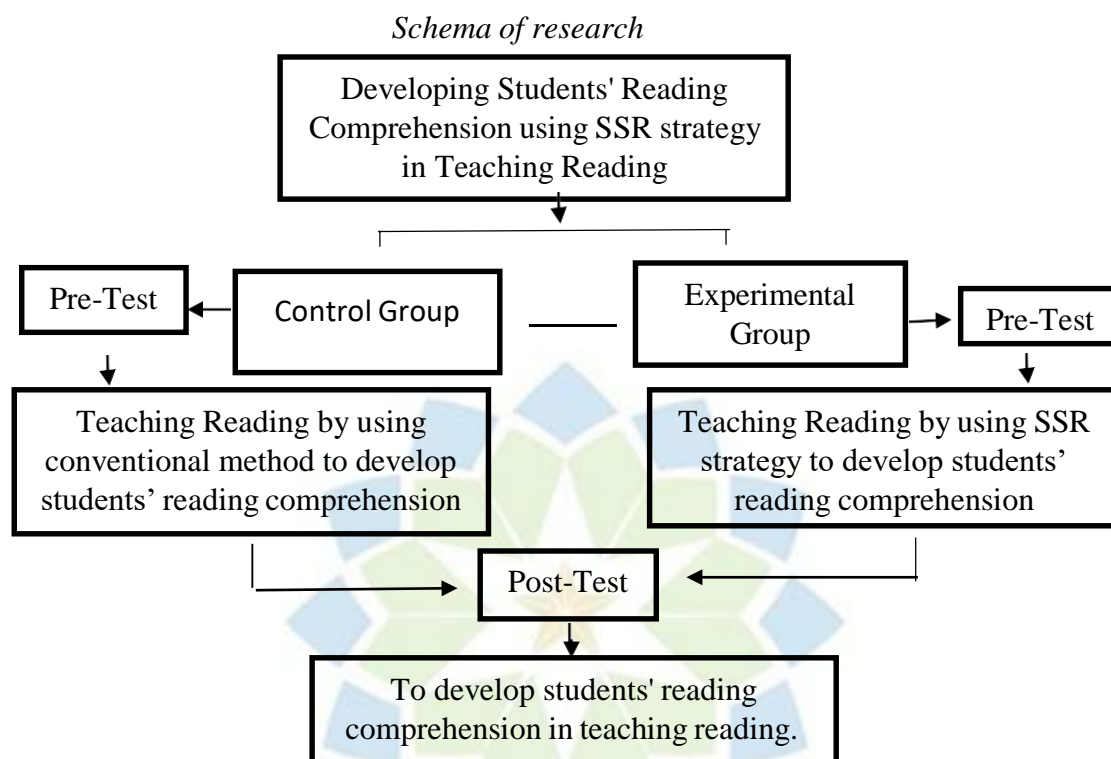 Schema of research
Developing Students' Reading
Comprehension using SSR strategy
in Teaching Reading
Pre-Test
Control Group
Experimental
Group
Pre-Test
Teaching Reading by using
conventional method to develop
students’ reading comprehension
Teaching Reading by using SSR
strategy to develop students’
reading comprehension
Post-Test
To develop students' reading
comprehension in teaching reading.